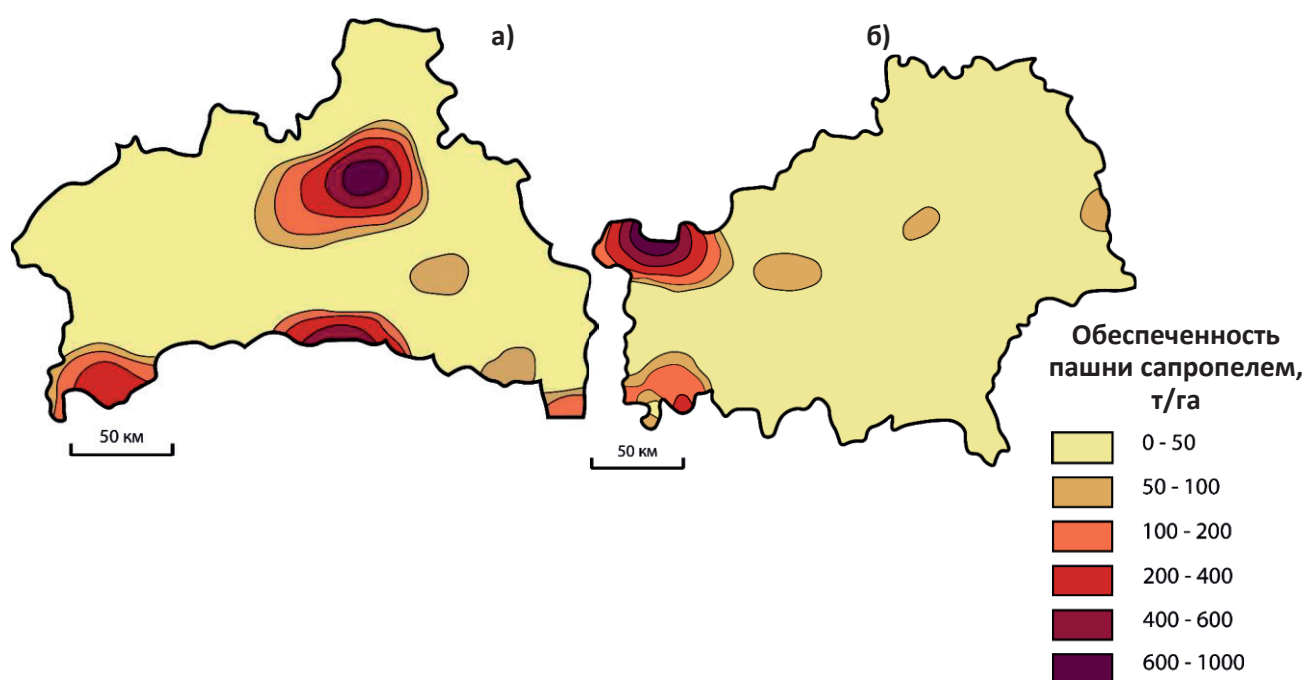 а)
б)
50 км
50 км
Обеспеченность
пашни сапропелем,
т/га
0 - 50
50 - 100
100 - 200
200 - 400
400 - 600
600 - 1000